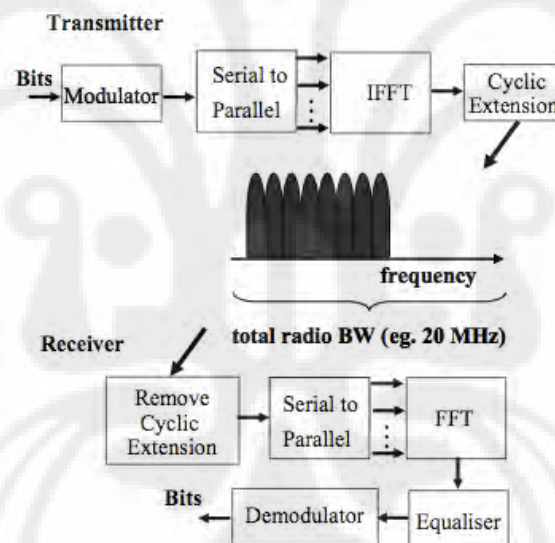 Transmitter
Bits
Modulator
Serial to
Parallel
IFFT
Cyclic
Extension
frequency
total radio BW (eg. 20 MHz)
Receiver
Remove
Cyclic
Extension
Serial to
Parallel
FFT
Bits
Demodulator
Equaliser